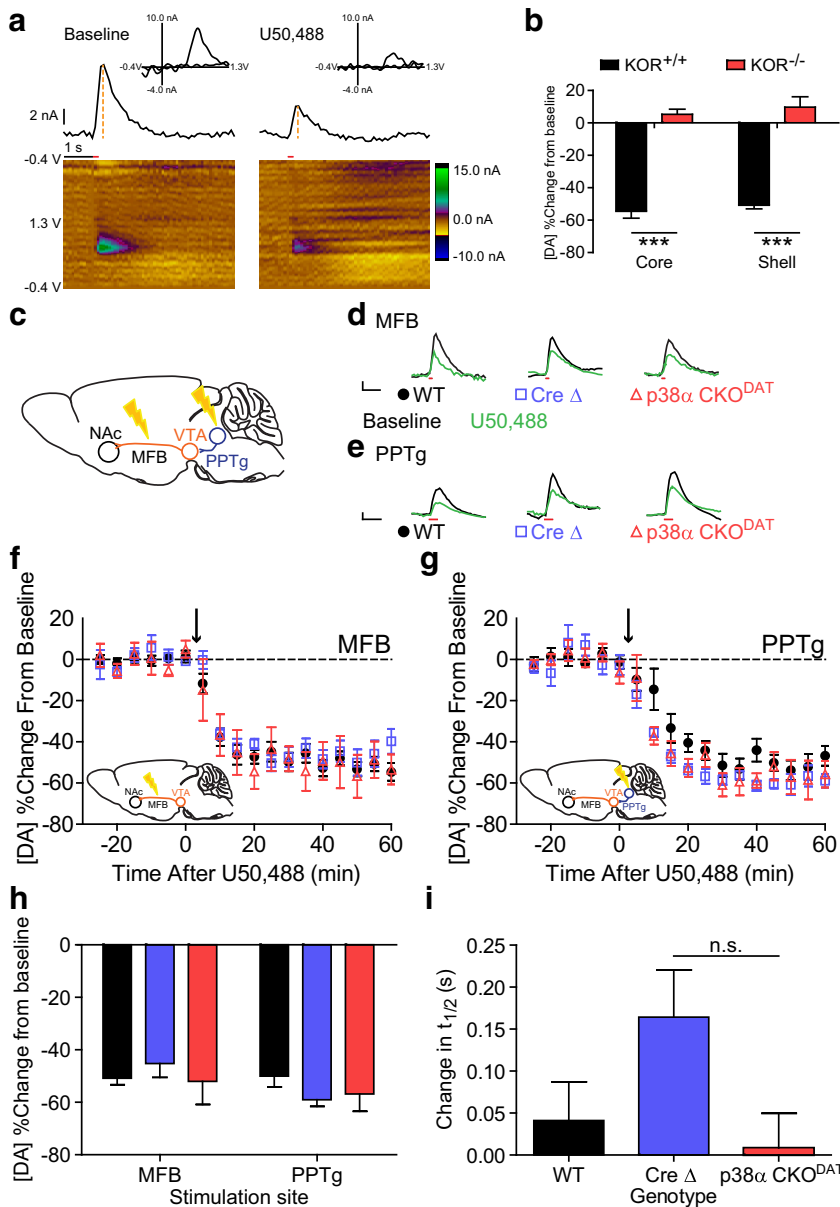 a
Baseline
10.0 nA
-0.4V
1.3V
-4.0 nA
U50,488
10.0 nA
-0.4V
1.3V
-4.0 nA
2 nA
1 s
-0.4 V
1.3 V
-0.4 V
15.0 nA
0.0 nA
-10.0 nA
b
KOR+/+
KOR-/-
[DA] %Change from baseline
20
0
-20
-40
-60
-80
***
***
Core
Shell
c
NAc
MFB
VTA
PPTg
d
MFB
WT
Cre Δ
p38α CKODAT
Baseline
U50,488
e
PPTg
WT
Cre Δ
p38α CKODAT
f
[DA] %Change From Baseline
20
0
-20
-40
-60
-80
MFB
NAc
MFB
VTA
-20
0
20
40
60
Time After U50,488 (min)
g
[DA] %Change From Baseline
20
0
-20
-40
-60
-80
PPTg
NAc
MFB
VTA
PPTg
-20
0
20
40
60
Time After U50,488 (min)
h
[DA] %Change from baseline
0
-20
-40
-60
-80
MFB
PPTg
Stimulation site
i
Change in t1/2 (s)
0.25
0.20
0.15
0.10
0.05
0.00
n.s.
WT
Cre Δ
p38α CKODAT
Genotype